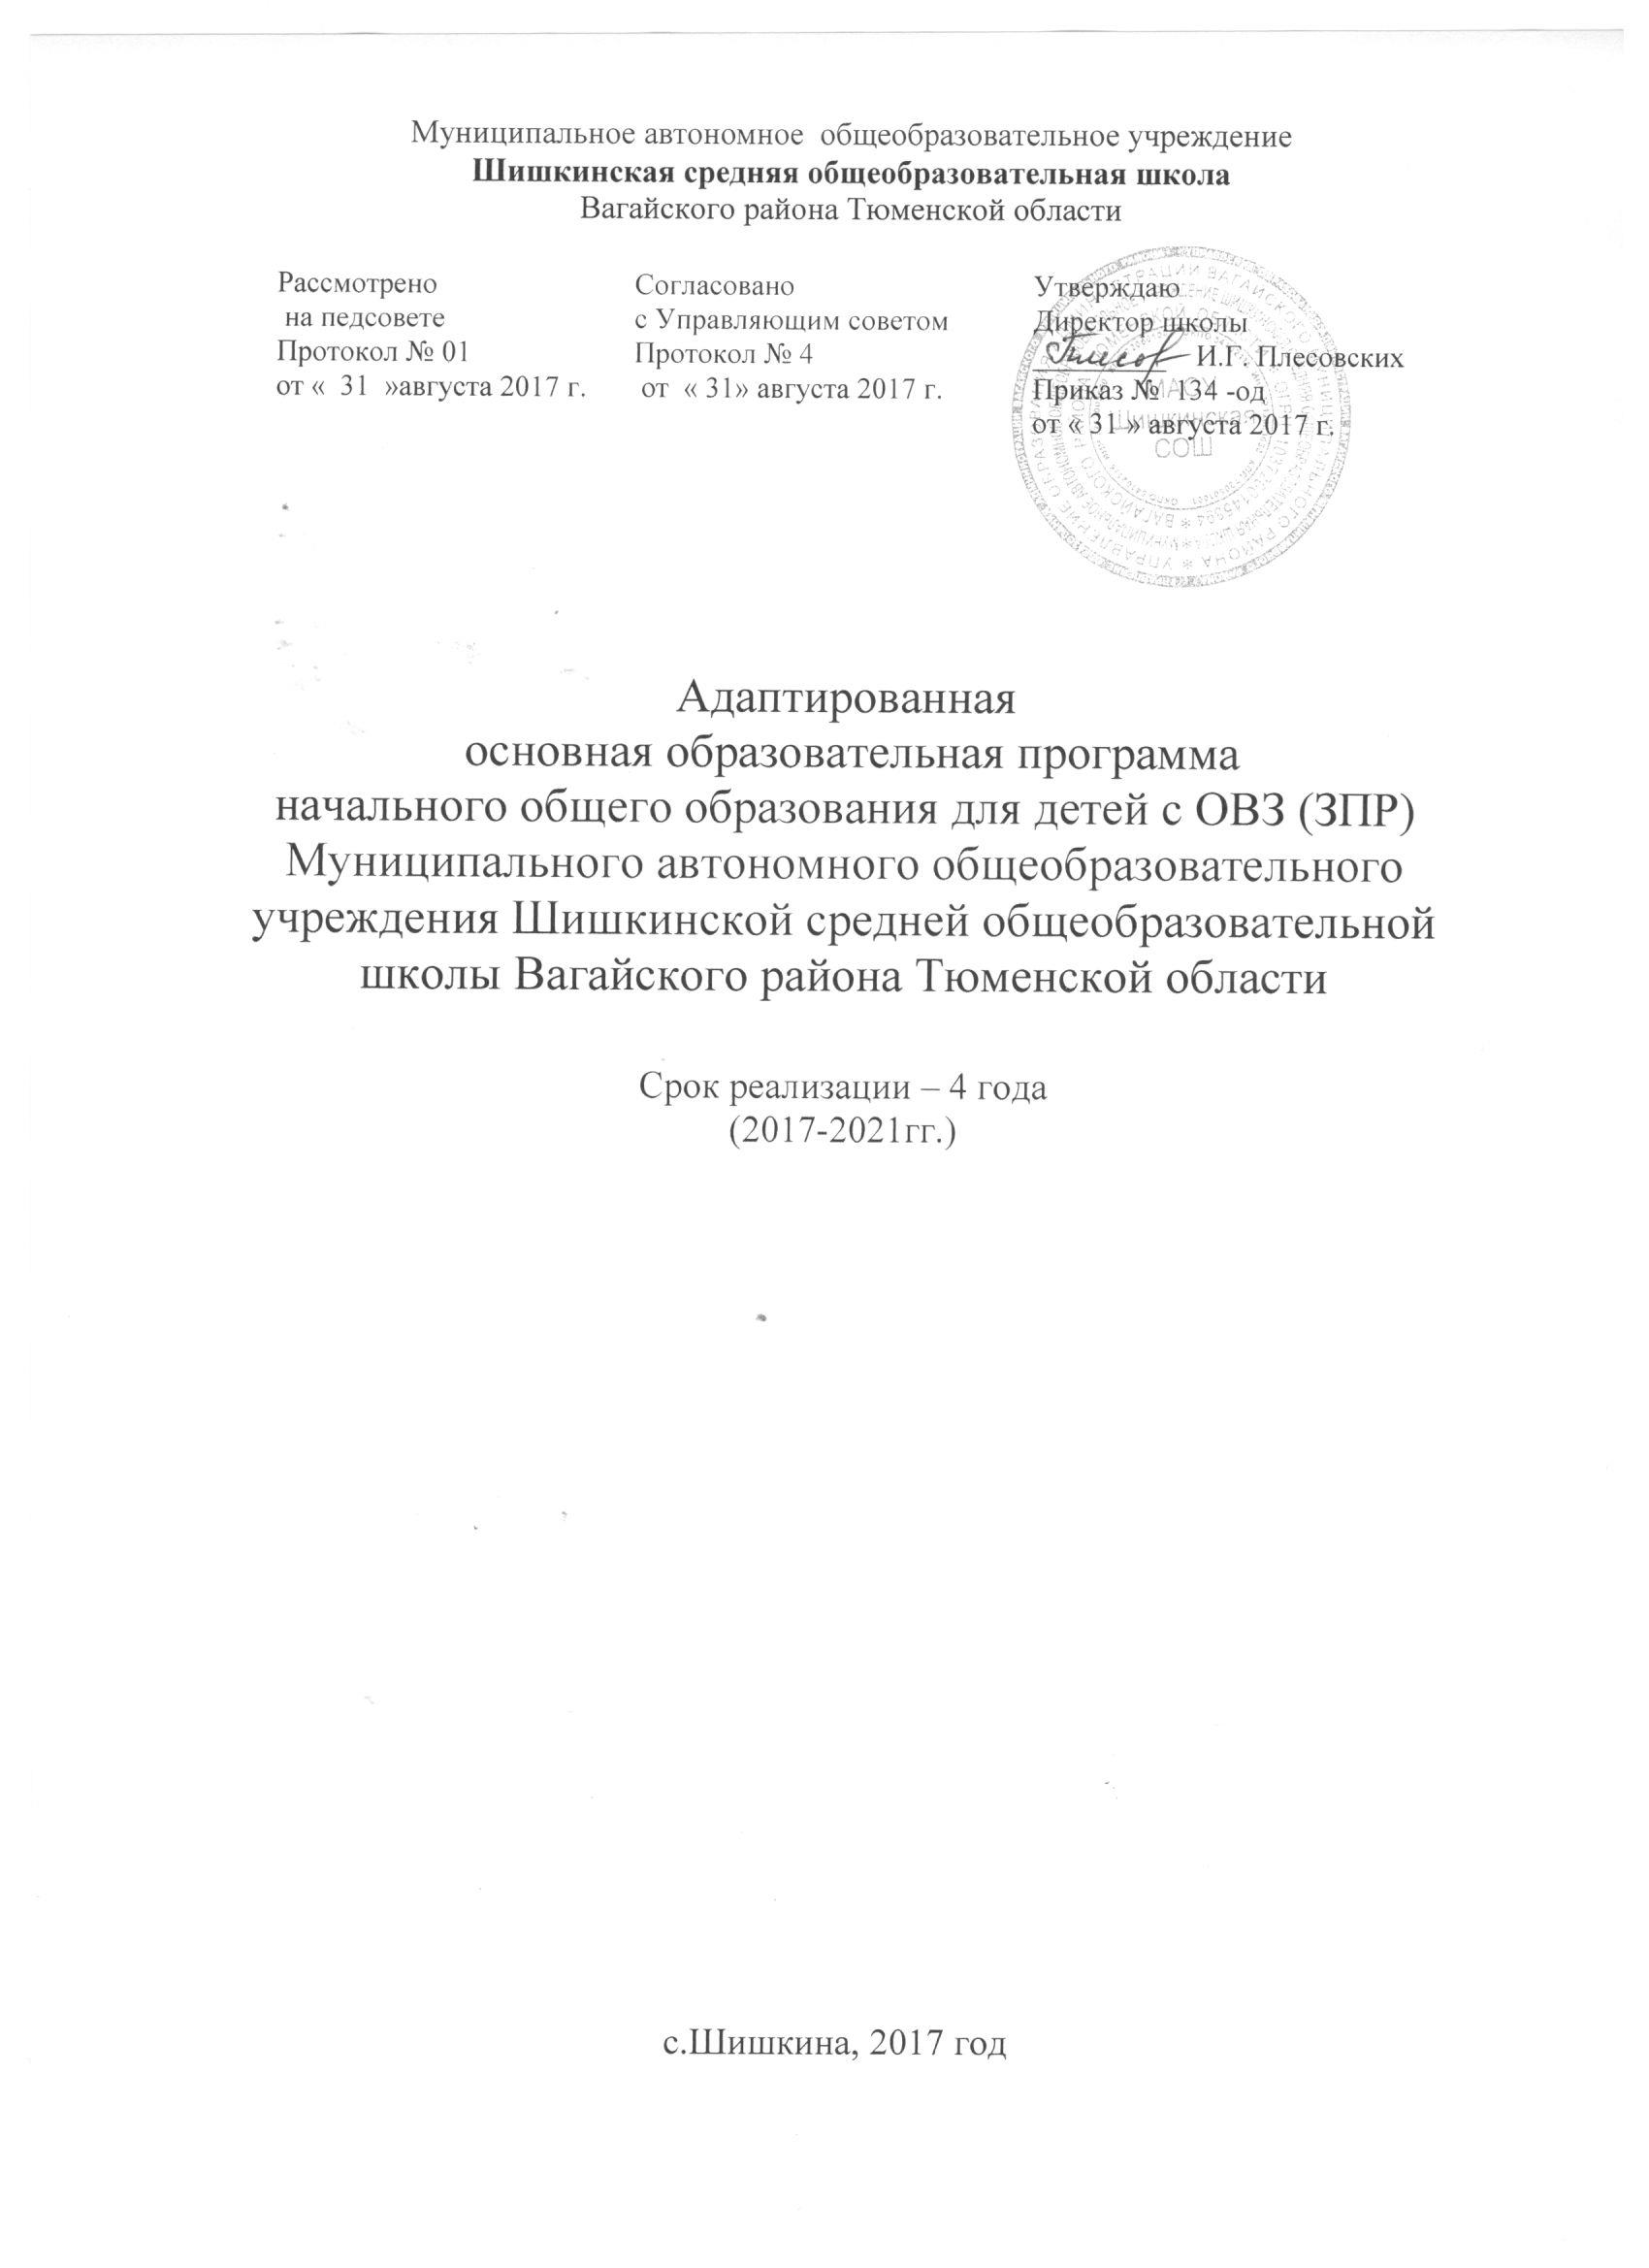 Муниципальное автономное общеобразовательное учреждение
Шишкинская средняя общеобразовательная школа
Вагайского района Тюменской области
Рассмотрено
на педсовете
Протокол № 01
от « 31 »августа 2017 г.
Согласовано
с Управляющим советом
Протокол № 4
от « 31» августа 2017 г.
Утверждаю
Директор школы
И.Г. Плесовских
Приказ № 134 -од
от « 31 » августа 2017 г.
МАОУ
Шишкинская
СОШ
Адаптированная
основная образовательная программа
начального общего образования для детей с ОВЗ (ЗПР)
Муниципального автономного общеобразовательного
учреждения Шишкинской средней общеобразовательной
школы Вагайского района Тюменской области
Срок реализации – 4 года
(2017-2021гг.)
с.Шишкина, 2017 год